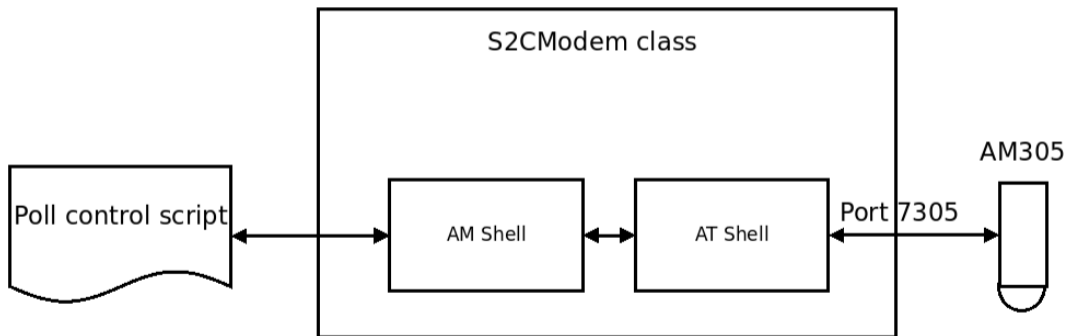 S2CModem class
AM305
Poll control script
AM Shell
AT Shell
Port 7305